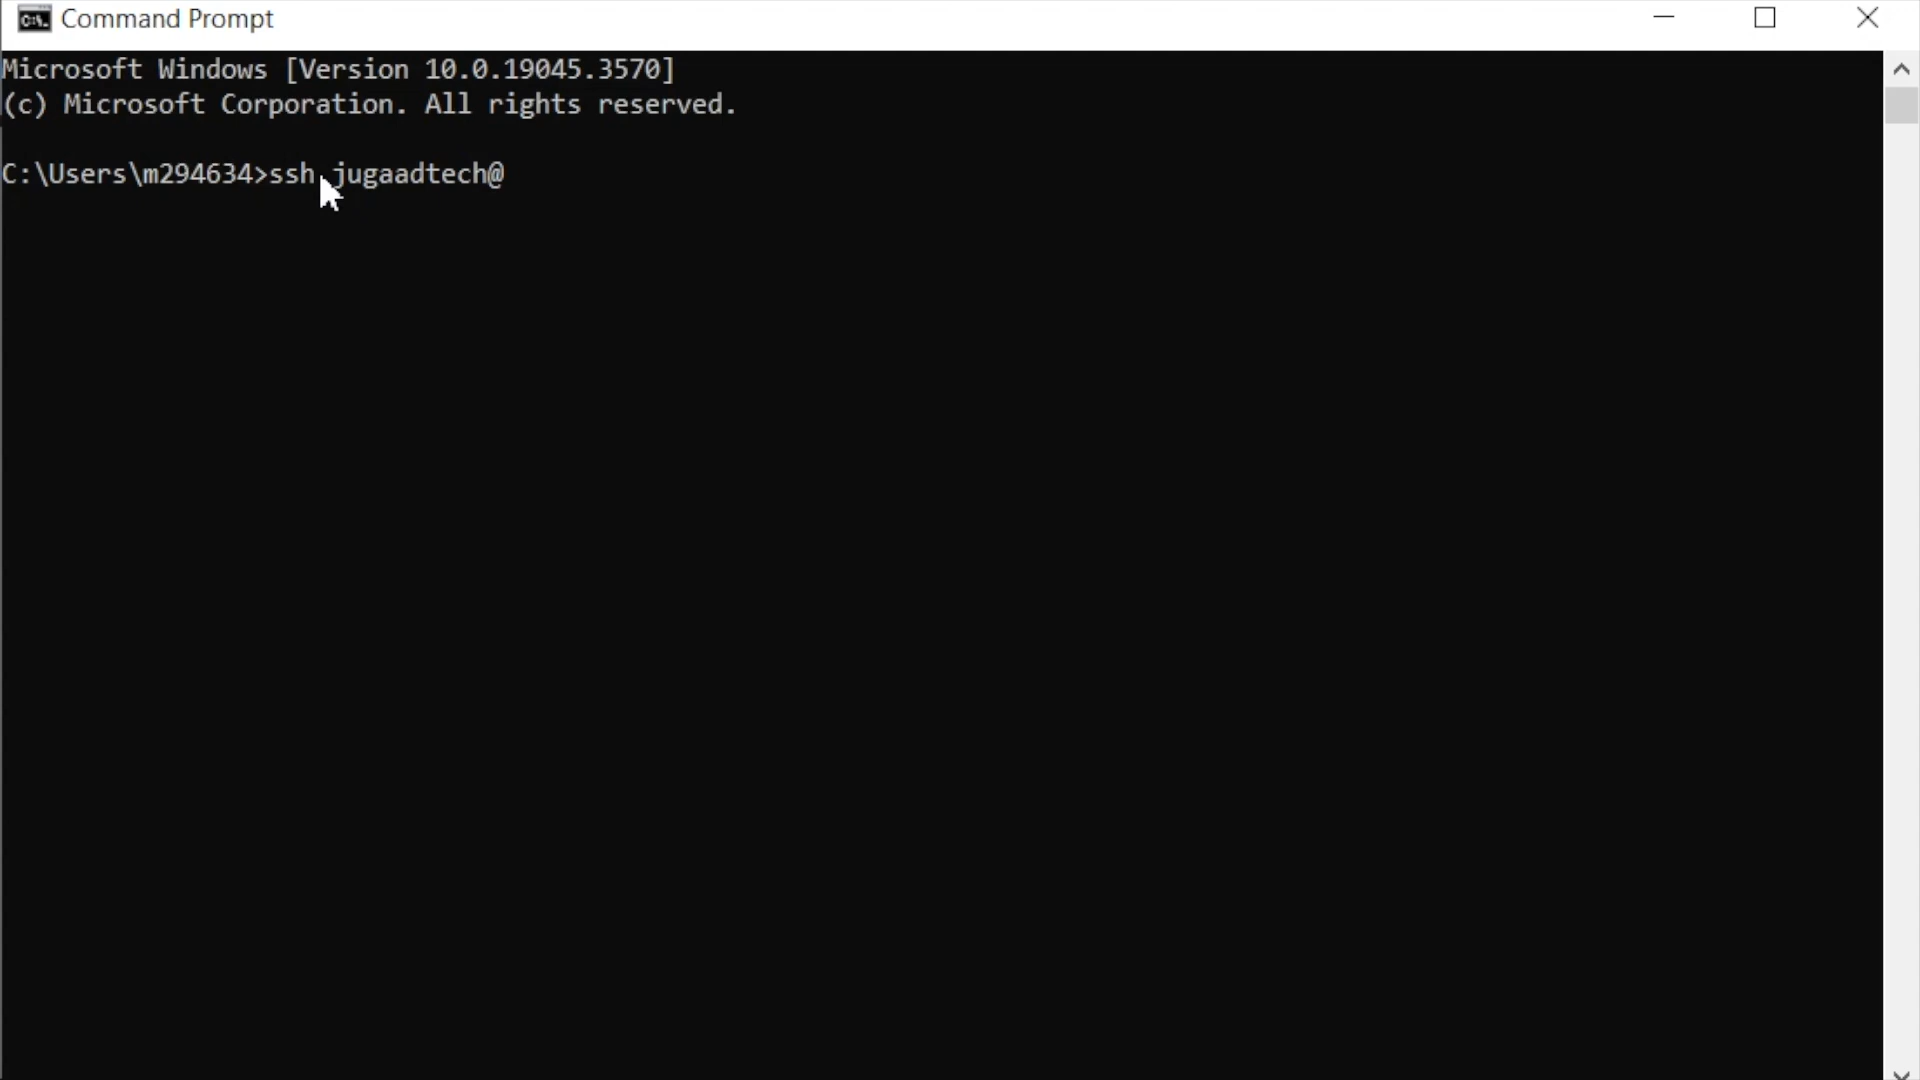 Command Prompt
Microsoft Windows [Version 10.0.19045.3570]
(c) Microsoft Corporation. All rights reserved.
C:\Users\m294634>ssh jugaadtech@